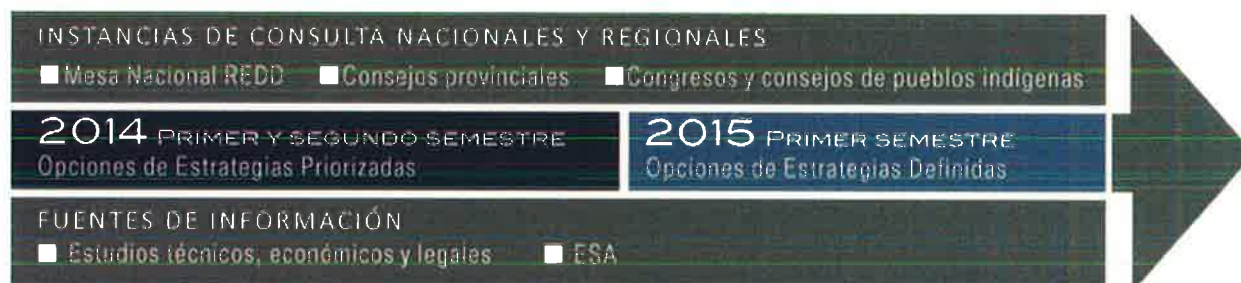 INSTANCIAS DE CONSULTA NACIONALES Y REGIONALES
■ Mesa Nacional REDD ■ Consejos provinciales ■ Congresos y consejos de pueblos indígenas
2014 PRIMER Y SEGUNDO SEMESTRE
Opciones de Estrategias Priorizadas
2015 PRIMER SEMESTRE
Opciones de Estrategias Definidas
FUENTES DE INFORMACIÓN
■ Estudios técnicos, económicos y legales ■ ESA